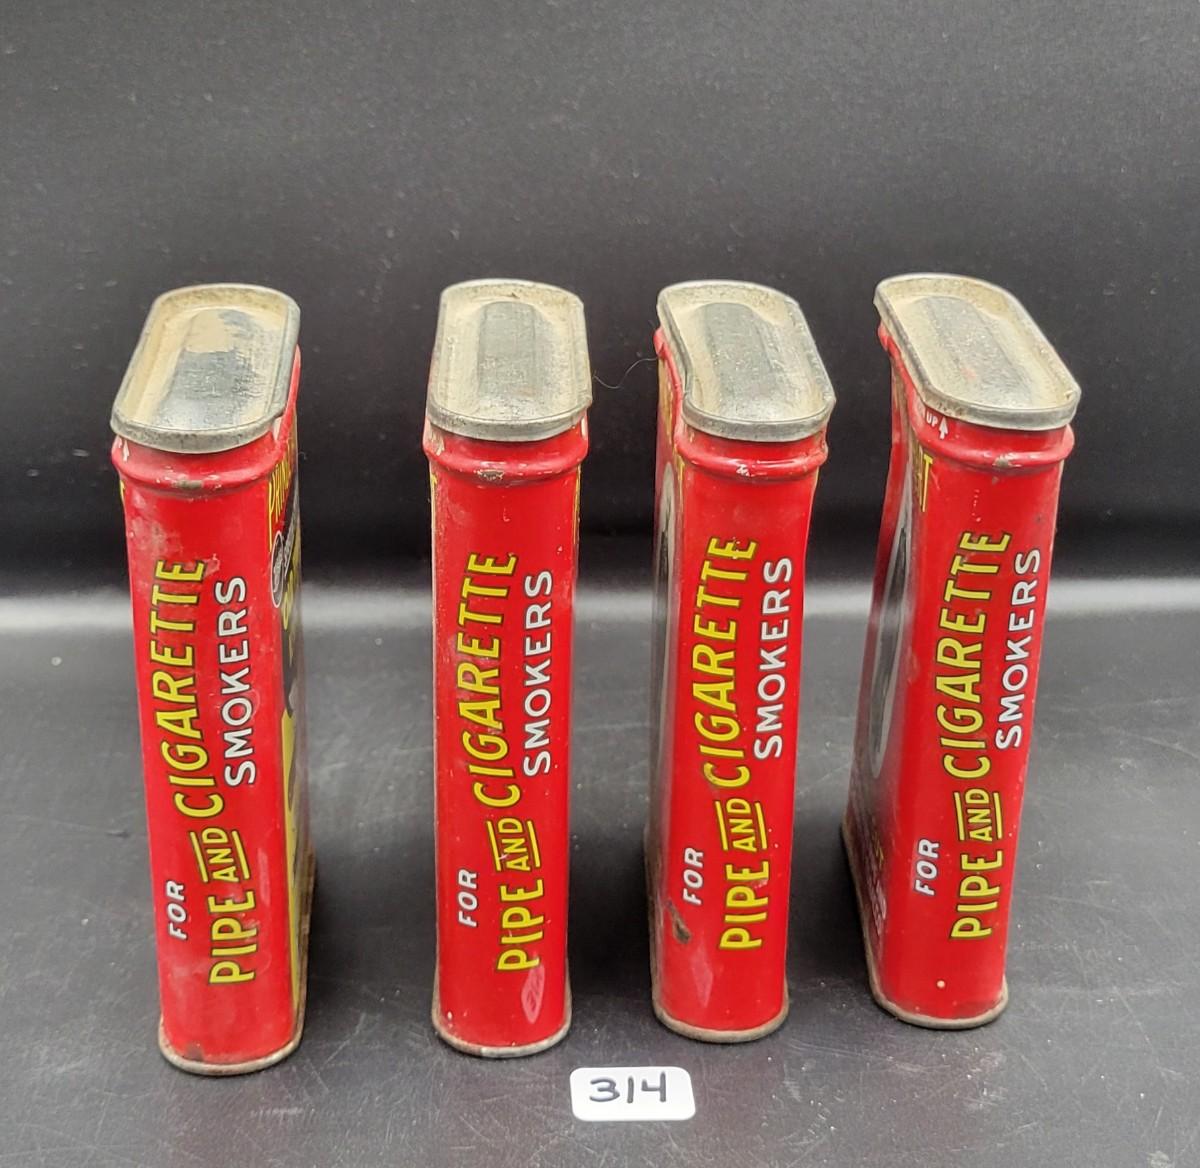 FOR
PIPE AND CIGARETTE
SMOKERS
FOR
PIPE AND CIGARETTE
SMOKERS
FOR
PIPE AND CIGARETTE
SMOKERS
UP
FOR
PIPE AND CIGARETTE
SMOKERS
314